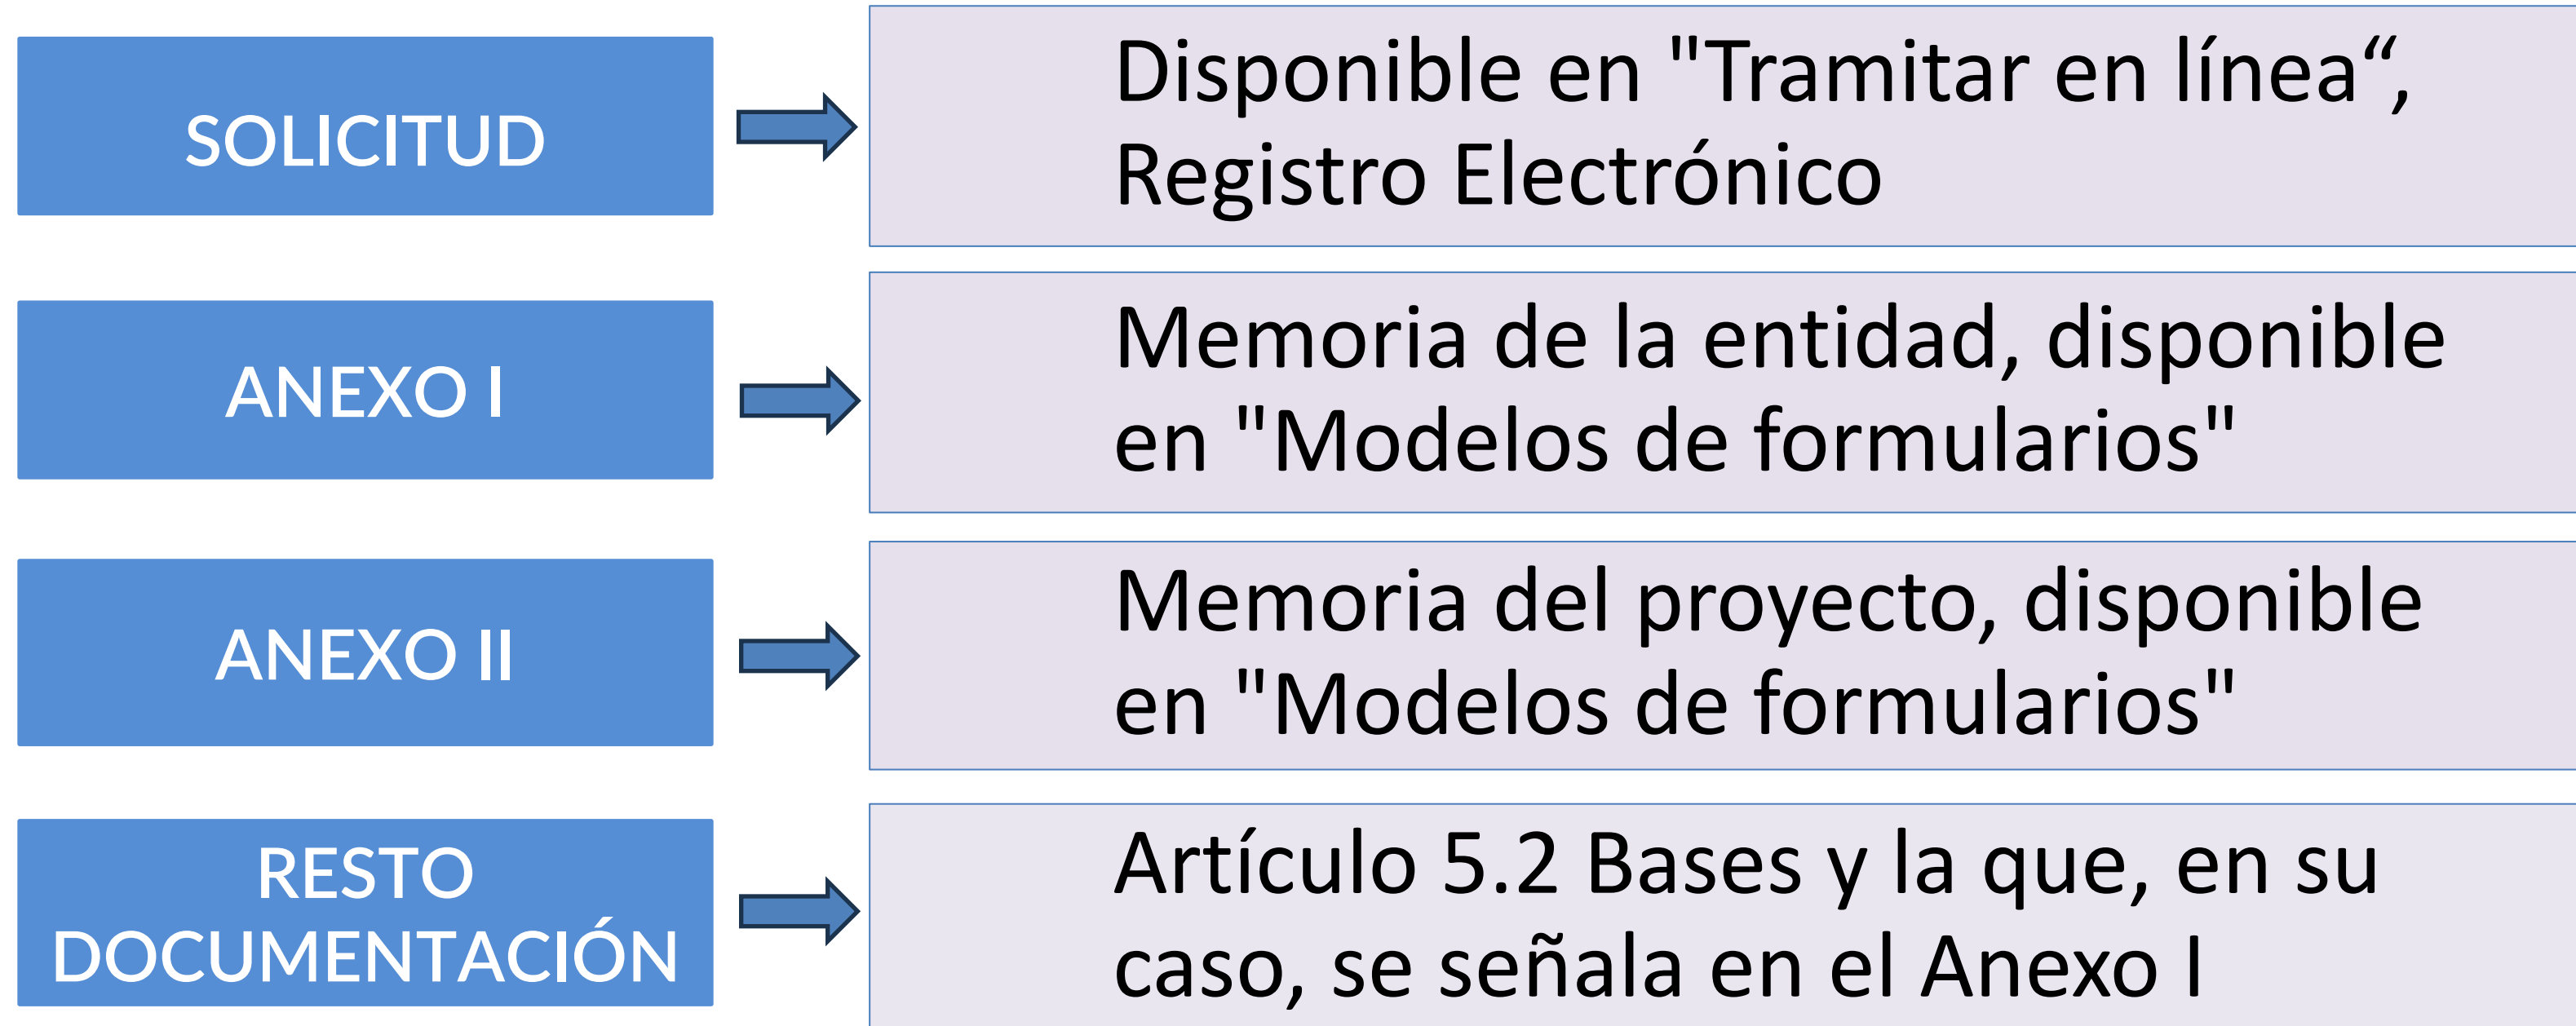 SOLICITUD
Disponible en "Tramitar en línea“,
Registro Electrónico
ANEXO I
Memoria de la entidad, disponible
en "Modelos de formularios"
ANEXO II
Memoria del proyecto, disponible
en "Modelos de formularios"
RESTO
DOCUMENTACIÓN
Artículo 5.2 Bases y la que, en su
caso, se señala en el Anexo I